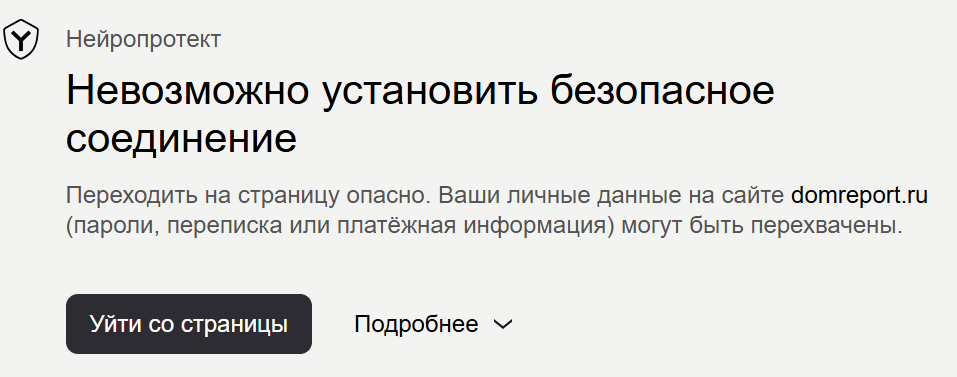 Нейропротект
Невозможно установить безопасное
соединение
Переходить на страницу опасно. Ваши личные данные на сайте domreport.ru
(пароли, переписка или платёжная информация) могут быть перехвачены.
Уйти со страницы
Подробнее